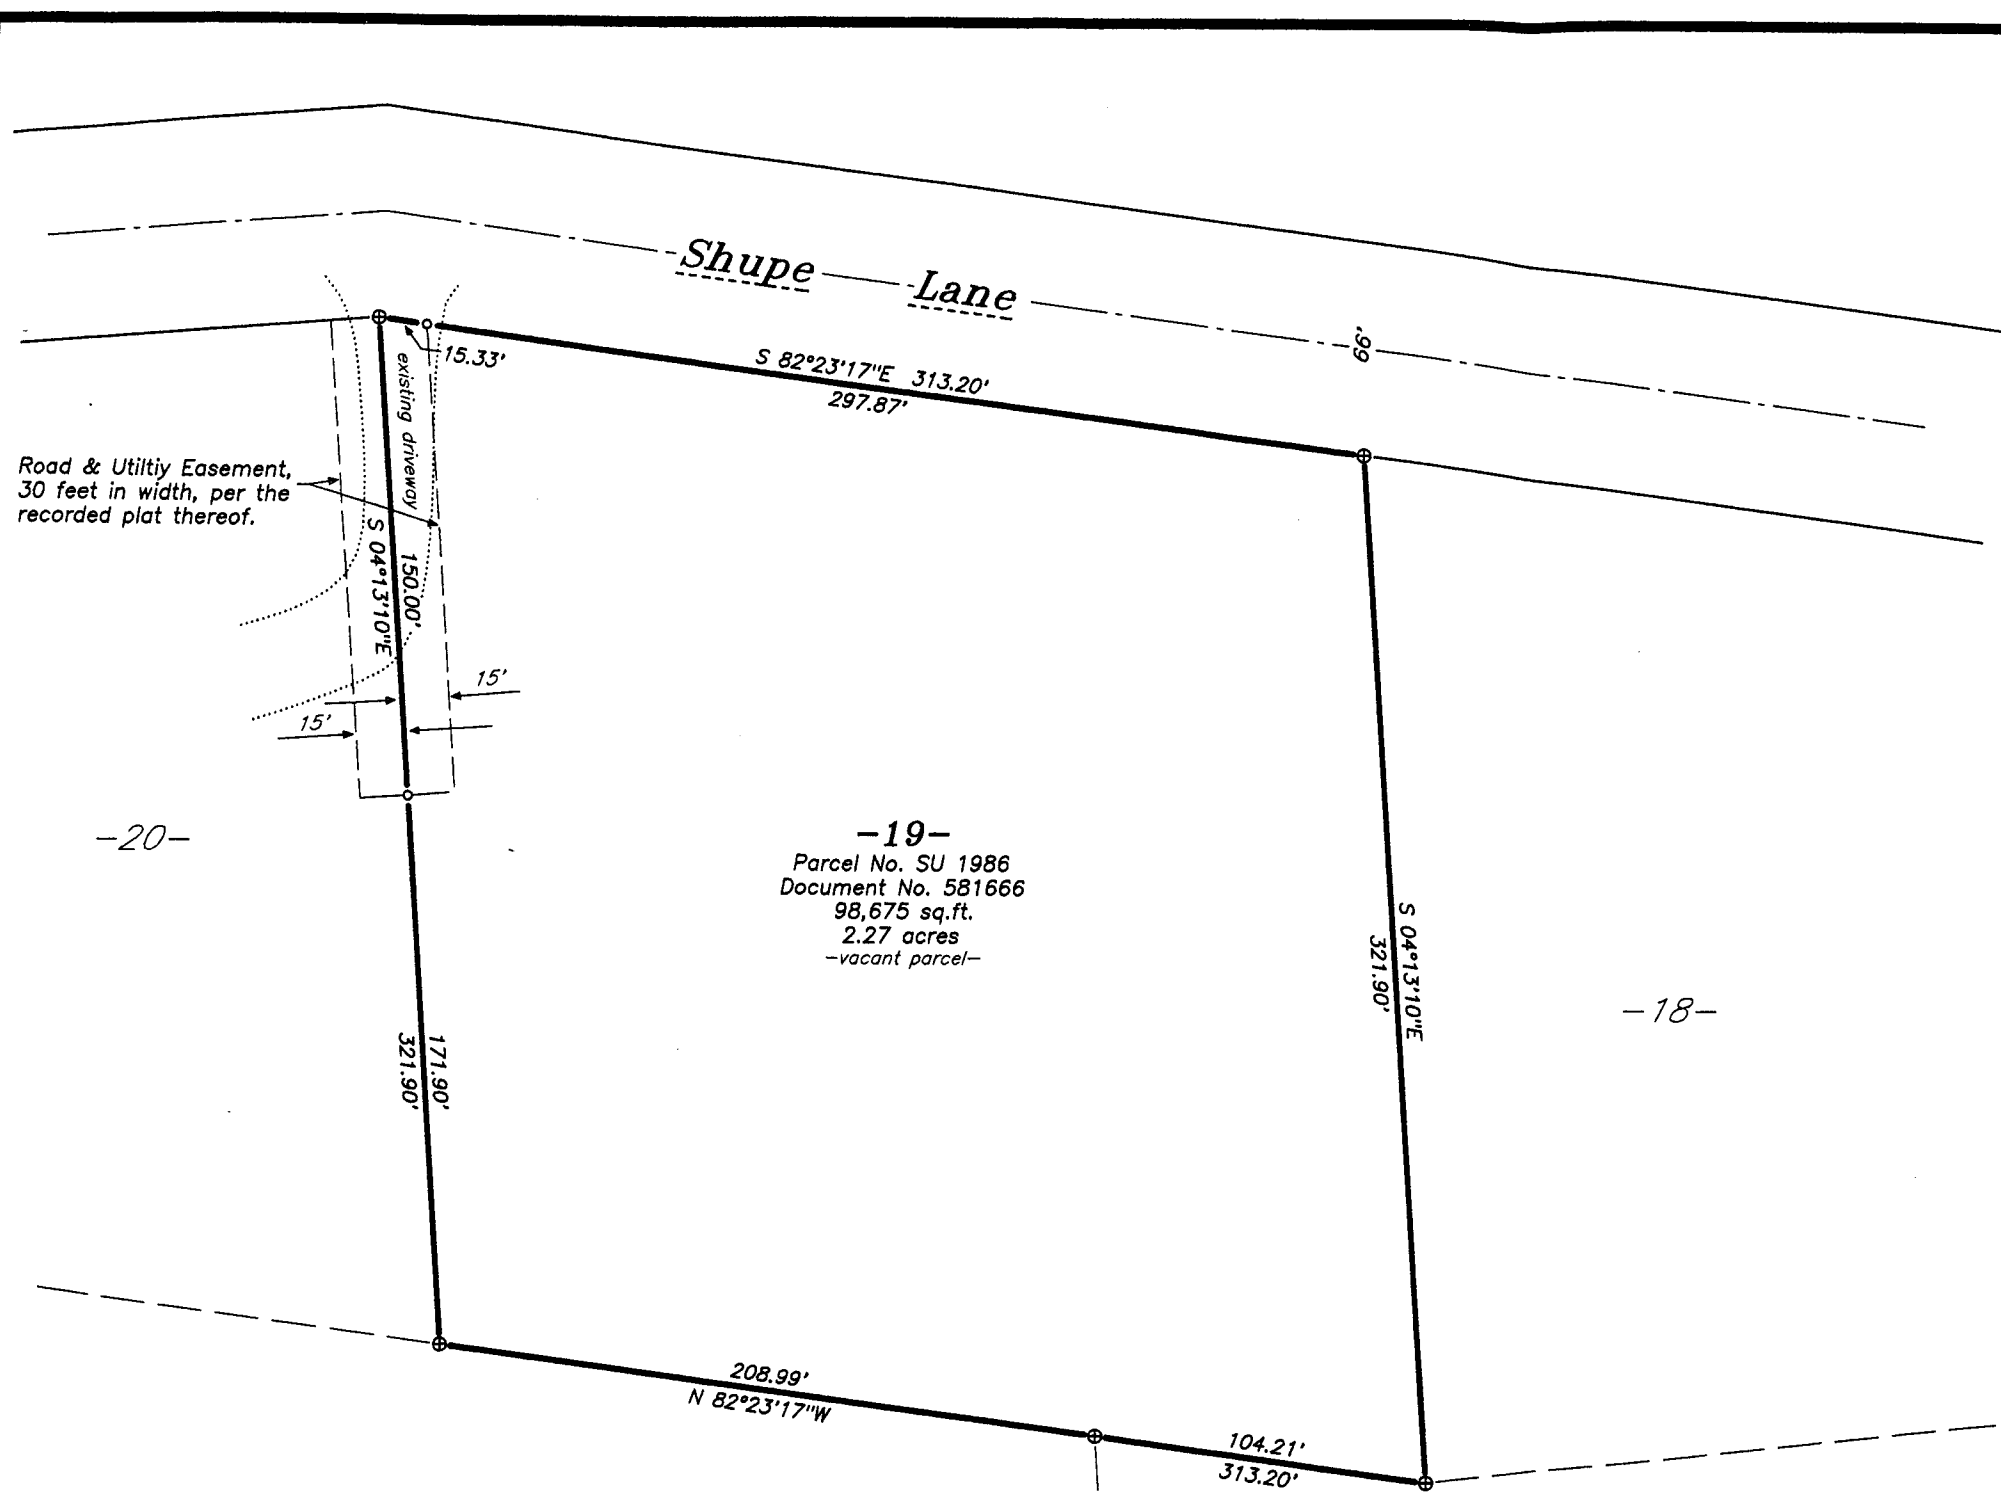 Shupe Lane
66'
15.33'
S 82°23'17"E 313.20'
297.87'
existing driveway
Road & Utiltiy Easement,
30 feet in width, per the
recorded plat thereof.
S 04°13'10"E
150.00'
15'
15'
-20-
-19-
Parcel No. SU 1986
Document No. 581666
98,675 sq.ft.
2.27 acres
-vacant parcel-
S 04°13'10"E
321.90'
-18-
171.90'
321.90'
208.99'
N 82°23'17"W
104.21'
313.20'